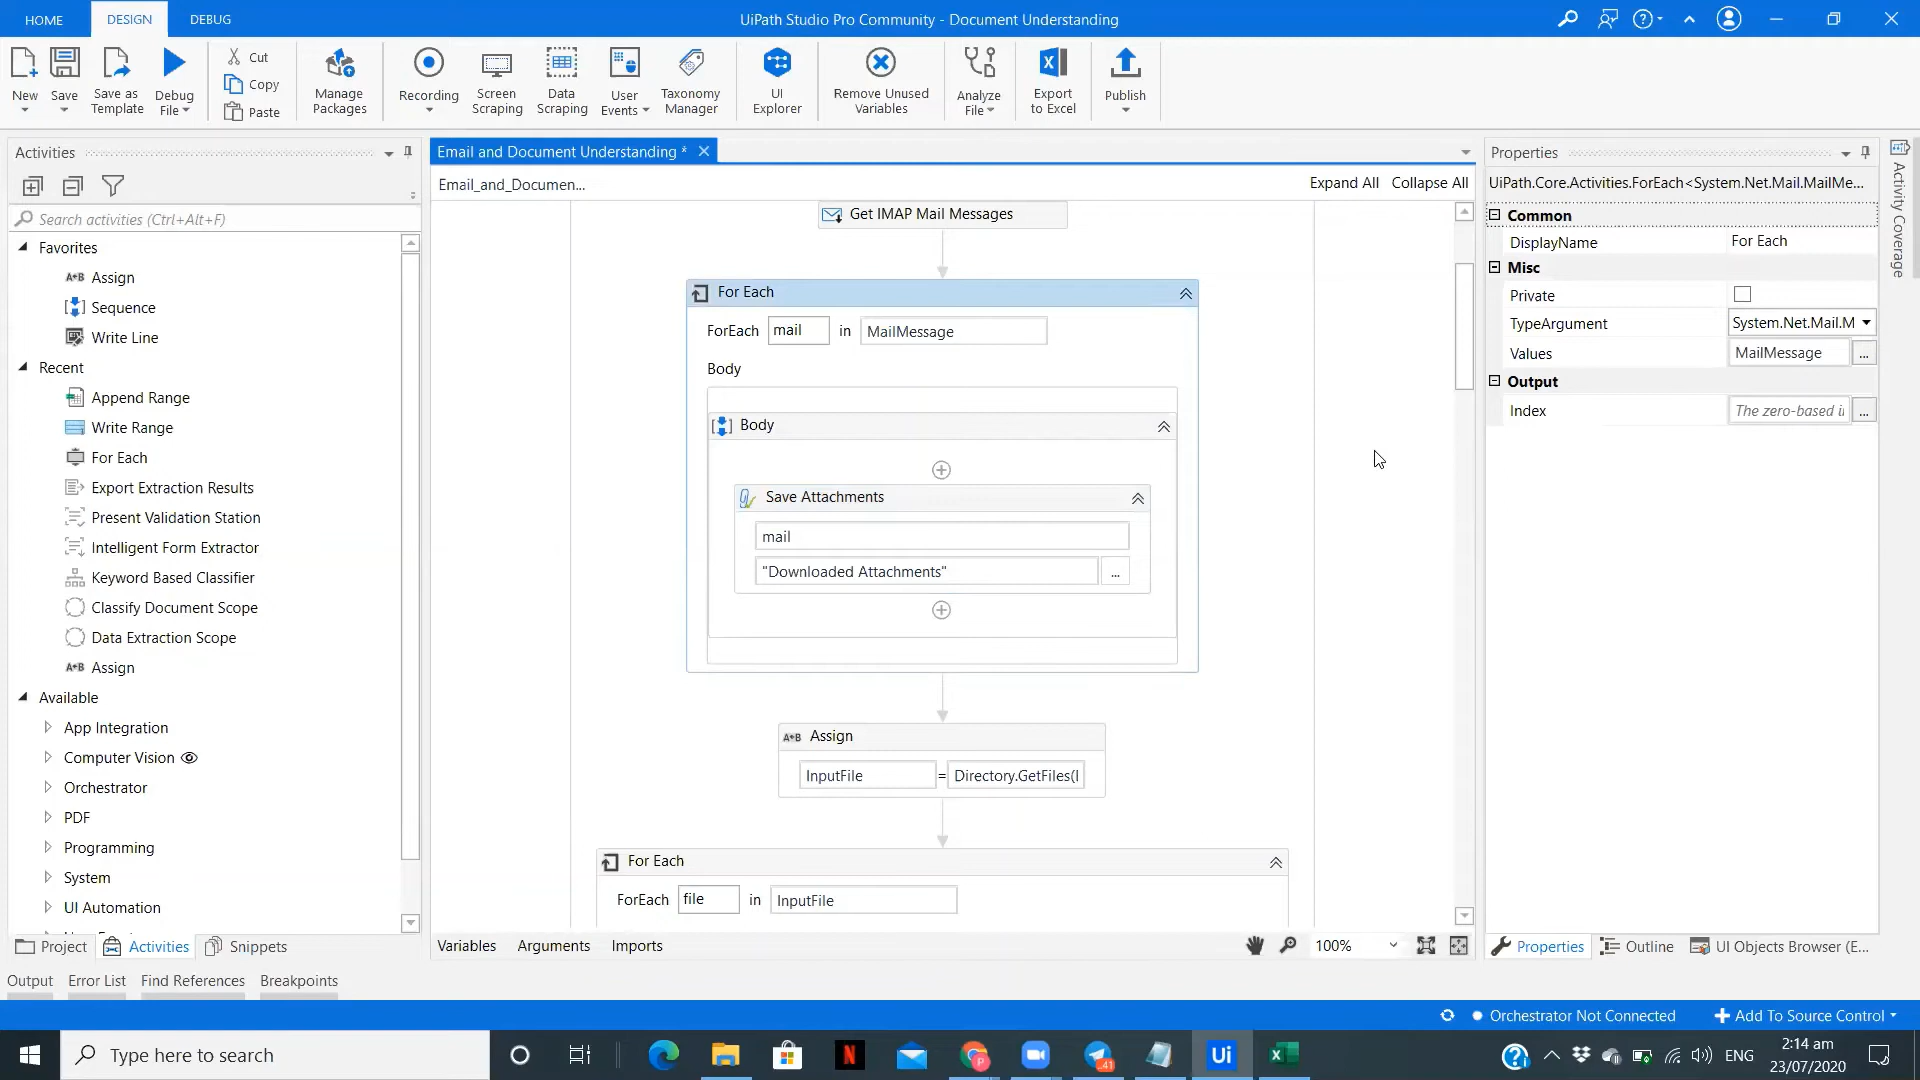 HOME DESIGN DEBUG
UiPath Studio Pro Community - Document Understanding
New
Save
Save as Template
Debug File
Cut
Copy
Paste
Manage Packages
Recording
Screen Scraping
Data Scraping
User Events
Taxonomy Manager
UI Explorer
Remove Unused Variables
Analyze File
Export to Excel
Publish
Activities
Search activities (Ctrl+Alt+F)
Favorites
Assign
Sequence
Write Line
Recent
Append Range
Write Range
For Each
Export Extraction Results
Present Validation Station
Intelligent Form Extractor
Keyword Based Classifier
Classify Document Scope
Data Extraction Scope
Assign
Available
App Integration
Computer Vision
Orchestrator
PDF
Programming
System
UI Automation
Project Activities Snippets
Email and Document Understanding *
Email_and_Documen...
Expand All Collapse All
Get IMAP Mail Messages
For Each
ForEach mail in MailMessage
Body
Body
Save Attachments
mail
"Downloaded Attachments" ...
A+B Assign
InputFile = Directory.GetFiles(I
For Each
ForEach file in InputFile
Variables Arguments Imports
100%
Properties
UiPath.Core.Activities.ForEach<System.Net.Mail.MailMe...
Common
DisplayName For Each
Misc
Private
TypeArgument System.Net.Mail.M
Values MailMessage ...
Output
Index The zero-based i ...
Activity Coverage
Properties Outline UI Objects Browser (E...
Output Error List Find References Breakpoints
Orchestrator Not Connected Add To Source Control
Type here to search
ENG
2:14 am
23/07/2020